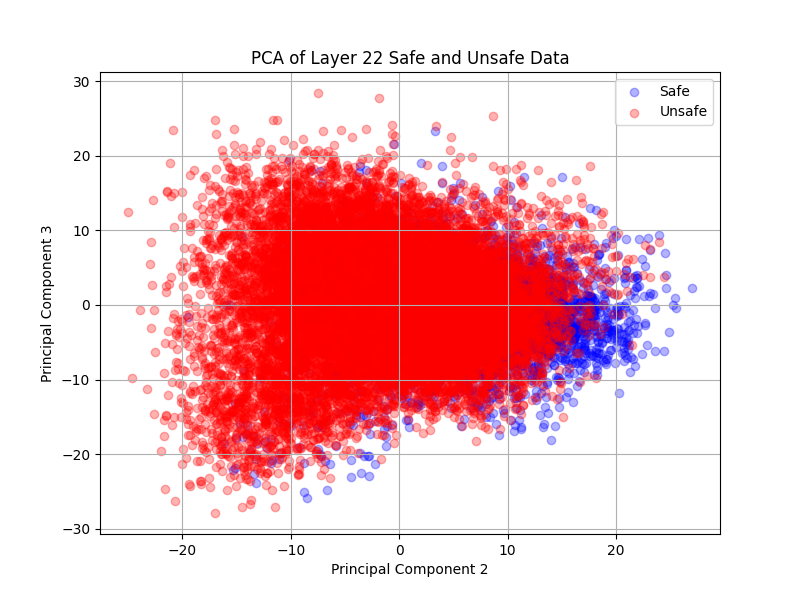 PCA of Layer 22 Safe and Unsafe Data
Safe
Unsafe
30
20
10
0
−10
−20
−30
Principal Component 3
−20
−10
0
10
20
Principal Component 2